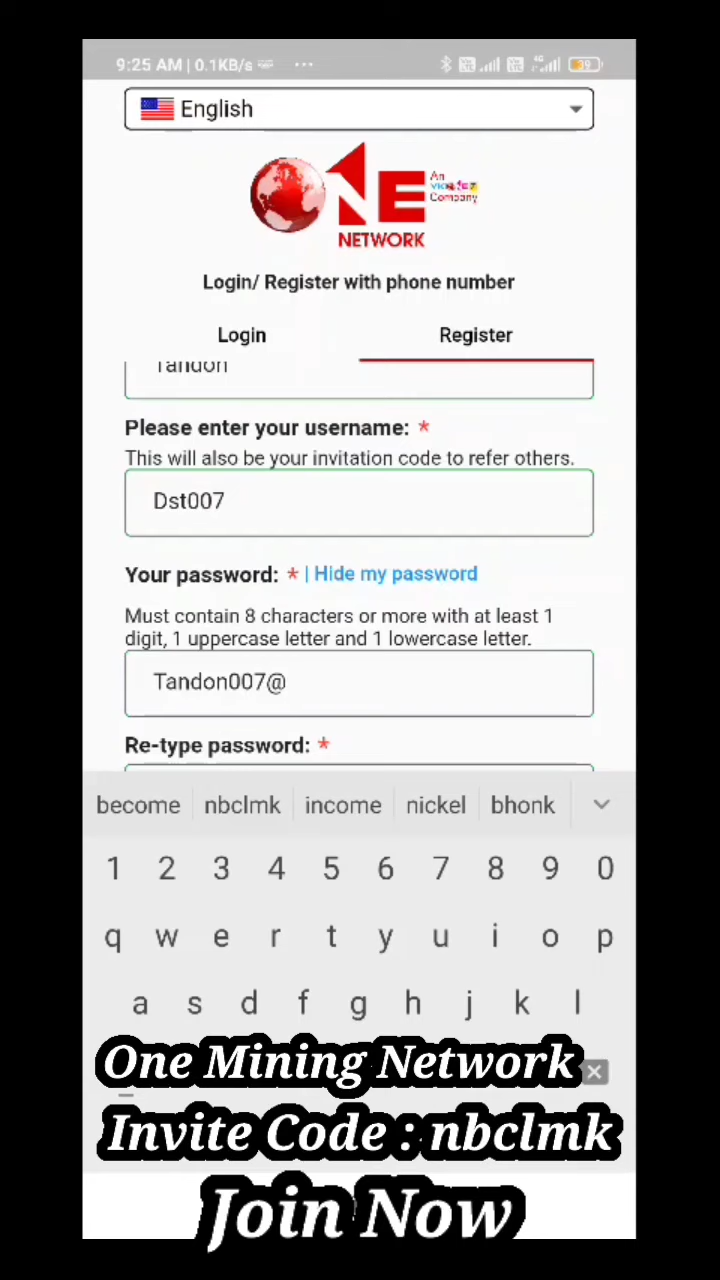 9:25 AM | 0.1KB/s ...
4G 39
English
ONE
An
Company
NETWORK
Login/ Register with phone number
Login Register
Tandon
Please enter your username: *
This will also be your invitation code to refer others.
Dst007
Your password: * | Hide my password
Must contain 8 characters or more with at least 1
digit, 1 uppercase letter and 1 lowercase letter.
Tandon007@
Re-type password: *
become nbclmk income nickel bhonk
1 2 3 4 5 6 7 8 9 0
q w e r t y u i o p
a s d f g h j k l
One Mining Network
Invite Code : nbclmk
Join Now